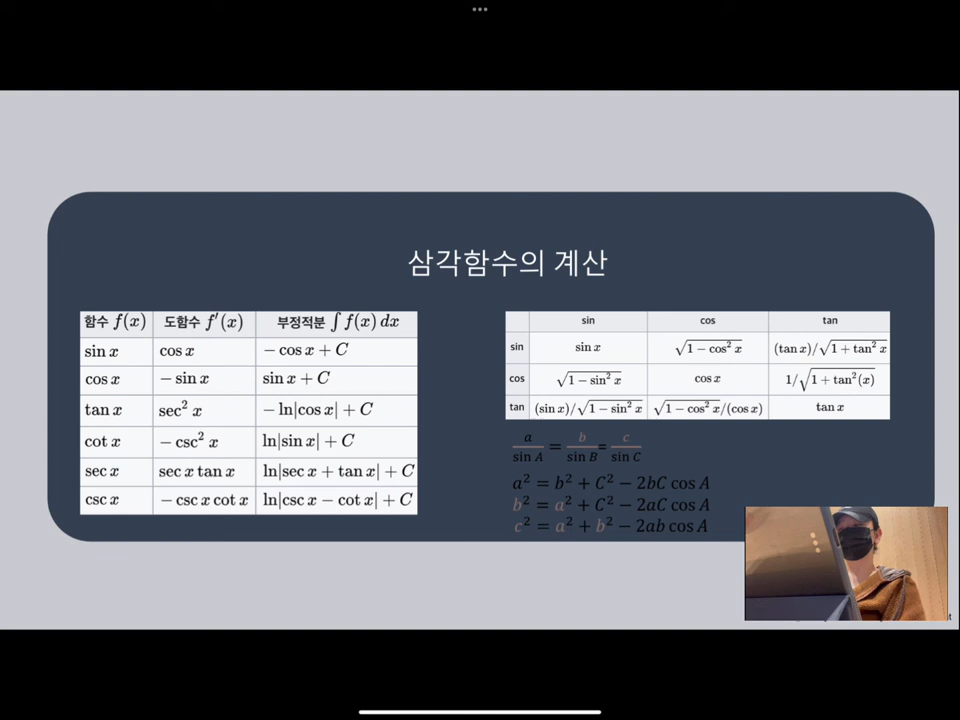 삼각함수의 계산
함수 f(x) 도함수 f′(x) 부정적분 ∫ f(x) dx
sin x cos x − cos x + C
cos x − sin x sin x + C
tan x sec² x − ln|cos x| + C
cot x − csc² x ln|sin x| + C
sec x sec x tan x ln|sec x + tan x| + C
csc x − csc x cot x ln|csc x − cot x| + C
sin cos tan
sin sin x √(1 − cos² x) (tan x)/√(1 + tan² x)
cos √(1 − sin² x) cos x 1/√(1 + tan²(x))
tan (sin x)/√(1 − sin² x) √(1 − cos² x)/(cos x) tan x
a/sin A = b/sin B = c/sin C
a² = b² + C² − 2bC cos A
b² = a² + C² − 2aC cos A
c² = a² + b² − 2ab cos A